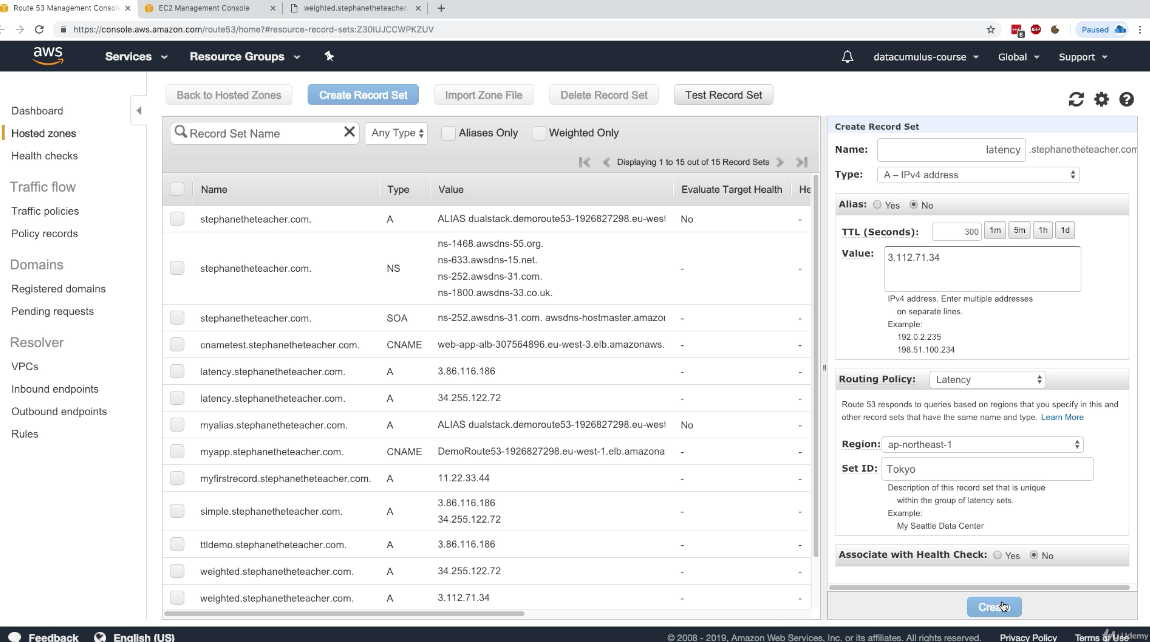 Route 53 Management Conso
EC2 Management Console
weighted.stephanetheteacher.
https://console.aws.amazon.com/route53/home?#resource-record-sets:Z30IUJCCWPKZUV
Paused
aws
Services
Resource Groups
datacumulus-course
Global
Support
Dashboard
Hosted zones
Health checks
Traffic flow
Traffic policies
Policy records
Domains
Registered domains
Pending requests
Resolver
VPCs
Inbound endpoints
Outbound endpoints
Rules
Back to Hosted Zones
Create Record Set
Import Zone File
Delete Record Set
Test Record Set
Record Set Name
Any Type
Aliases Only
Weighted Only
Displaying 1 to 15 out of 15 Record Sets
Name Type Value Evaluate Target Health He
stephanetheteacher.com. A ALIAS dualstack.demoroute53-1926827298.eu-west No -
stephanetheteacher.com. NS ns-1468.awsdns-55.org. - -
ns-633.awsdns-15.net.
ns-252.awsdns-31.com.
ns-1800.awsdns-33.co.uk.
stephanetheteacher.com. SOA ns-252.awsdns-31.com. awsdns-hostmaster.amazor - -
cnametest.stephanetheteacher.com. CNAME web-app-alb-307564896.eu-west-3.elb.amazonaws. - -
latency.stephanetheteacher.com. A 3.86.116.186 - -
latency.stephanetheteacher.com. A 34.255.122.72 - -
myalias.stephanetheteacher.com. A ALIAS dualstack.demoroute53-1926827298.eu-west No -
myapp.stephanetheteacher.com. CNAME DemoRoute53-1926827298.eu-west-1.elb.amazona - -
myfirstrecord.stephanetheteacher.com. A 11.22.33.44 - -
simple.stephanetheteacher.com. A 3.86.116.186 - -
34.255.122.72
ttldemo.stephanetheteacher.com. A 3.86.116.186 - -
weighted.stephanetheteacher.com. A 34.255.122.72 - -
weighted.stephanetheteacher.com. A 3.112.71.34 - -
Create Record Set
Name: latency .stephanetheteacher.com
Type: A – IPv4 address
Alias: Yes No
TTL (Seconds): 300 1m 5m 1h 1d
Value: 3.112.71.34
IPv4 address. Enter multiple addresses
on separate lines.
Example:
192.0.2.235
198.51.100.234
Routing Policy: Latency
Route 53 responds to queries based on regions that you specify in this and
other record sets that have the same name and type. Learn More
Region: ap-northeast-1
Set ID: Tokyo
Description of this record set that is unique
within the group of latency sets.
Example:
My Seattle Data Center
Associate with Health Check: Yes No
Create
Feedback
English (US)
© 2008 - 2019, Amazon Web Services, Inc. or its affiliates. All rights reserved.
Privacy Policy
Terms of Use
Udemy